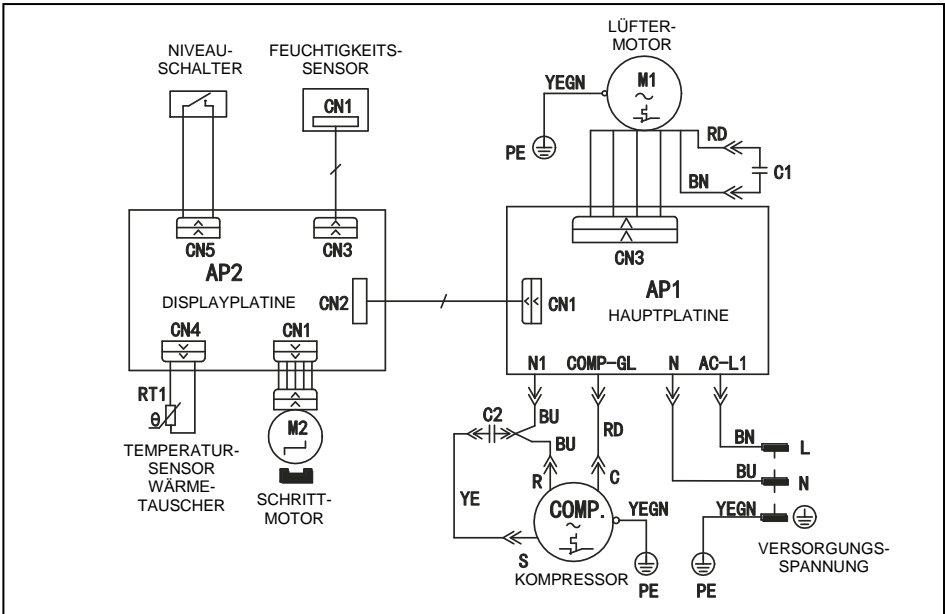 NIVEAU-
SCHALTER
FEUCHTIGKEITS-
SENSOR
CN1
LÜFTER-
MOTOR
M1
YEGN
PE
RD
BN
C1
CN5
CN3
AP2
DISPLAYPLATINE
CN2
CN4
CN1
CN3
CN1
AP1
HAUPTPLATINE
N1
COMP-GL
N
AC-L1
RT1
θ
M2
TEMPERATUR-
SENSOR
WÄRME-
TAUSCHER
SCHRITT-
MOTOR
C2
BU
BU
RD
YE
R
C
COMP.
S
KOMPRESSOR
YEGN
PE
BN
L
BU
N
YEGN
PE
VERSORGUNGS-
SPANNUNG